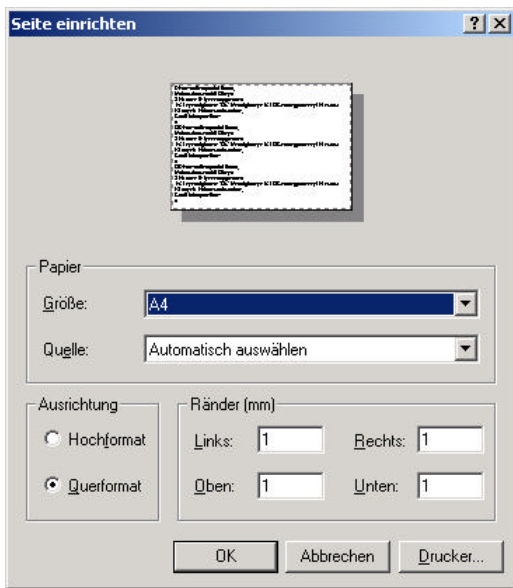 Seite einrichten
Papier
Größe: A4
Quelle: Automatisch auswählen
Ausrichtung
Hochformat
Querformat
Ränder (mm)
Links: 1 Rechts: 1
Oben: 1 Unten: 1
OK Abbrechen Drucker...